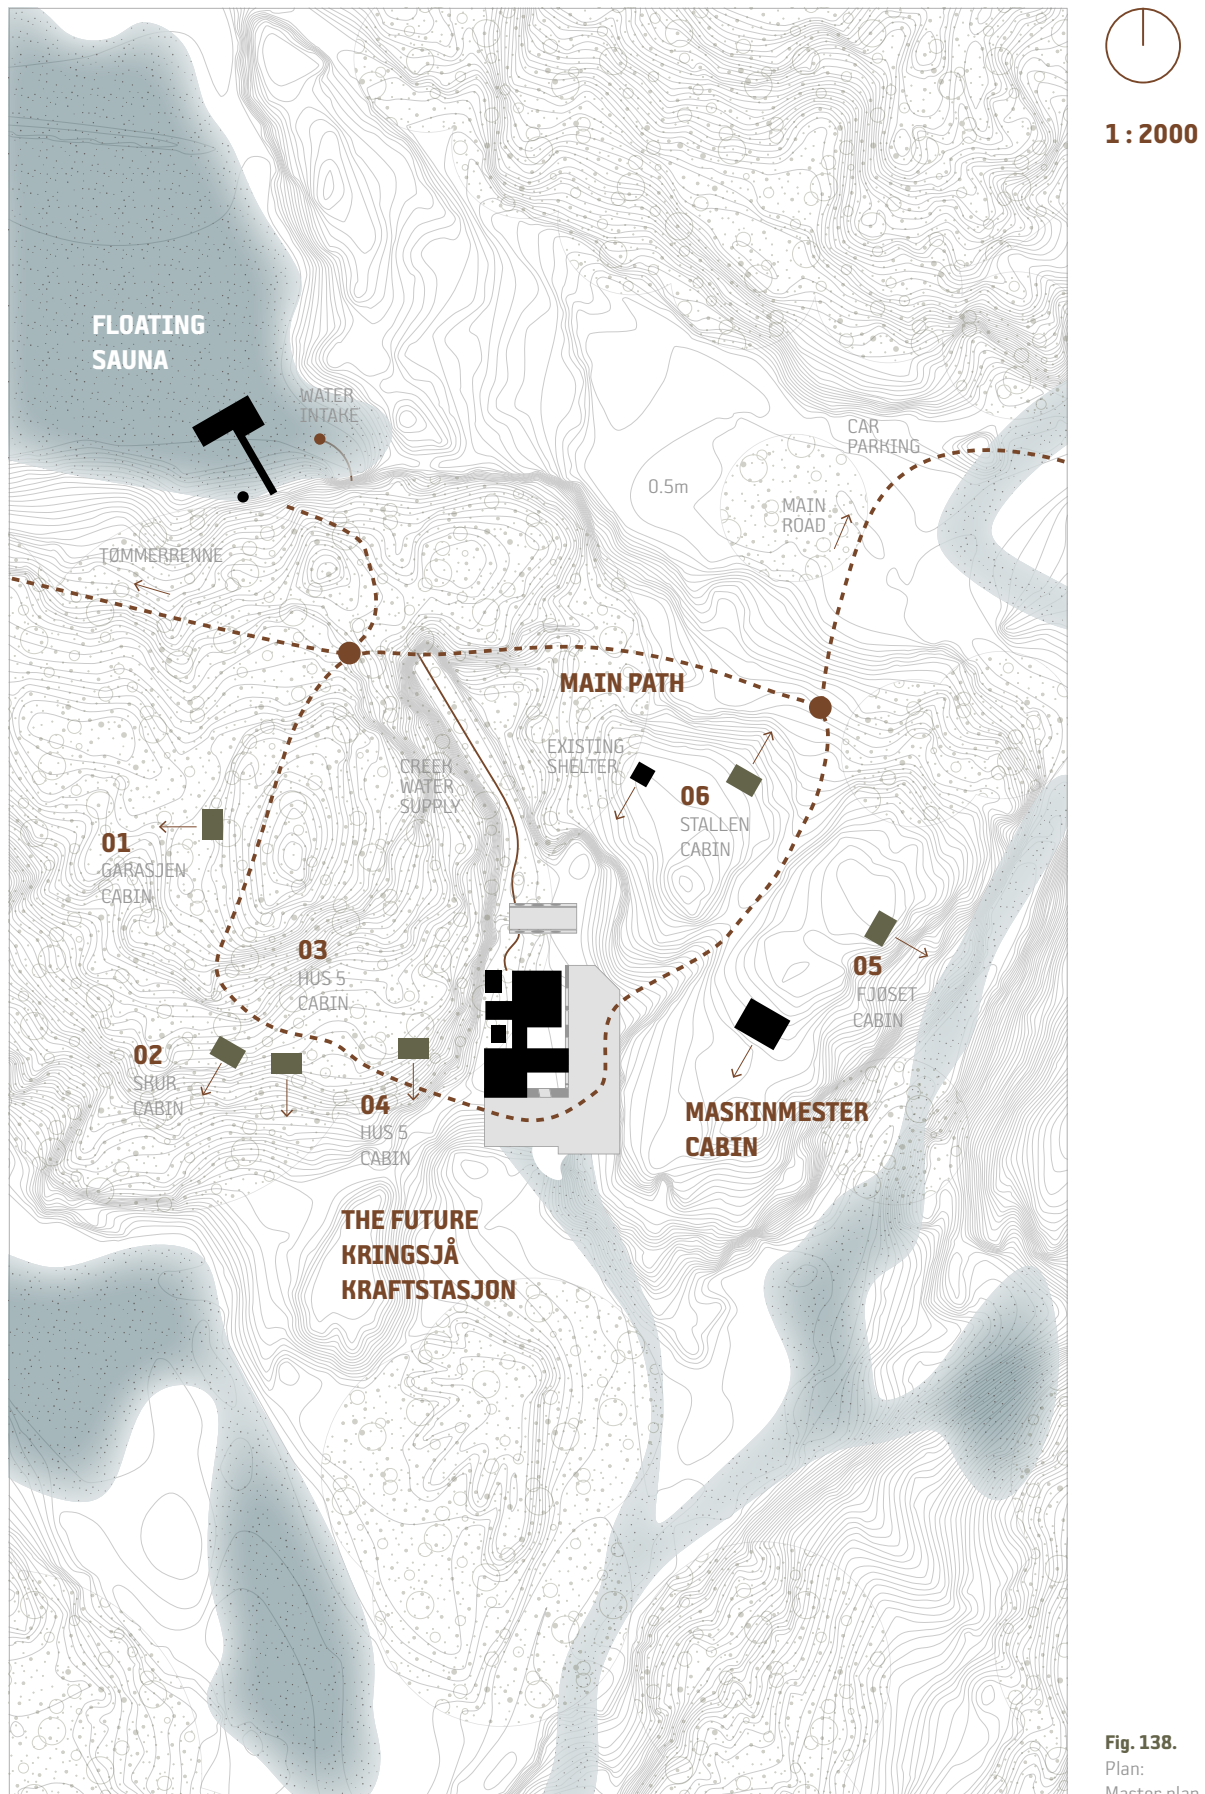 1 : 2000
FLOATING
SAUNA
WATER
INTAKE
CAR
PARKING
0.5m
MAIN
ROAD
TØMMERRENNE
MAIN PATH
EXISTING
SHELTER
CREEK
WATER
SUPPLY
06
STALLEN
CABIN
01
GARASJEN
CABIN
03
HUS 5
CABIN
05
FJØSET
CABIN
02
SKUR
CABIN
04
HUS 5
CABIN
MASKINMESTER
CABIN
THE FUTURE
KRINGSJÅ
KRAFTSTASJON
Fig. 138.
Plan:
Master plan